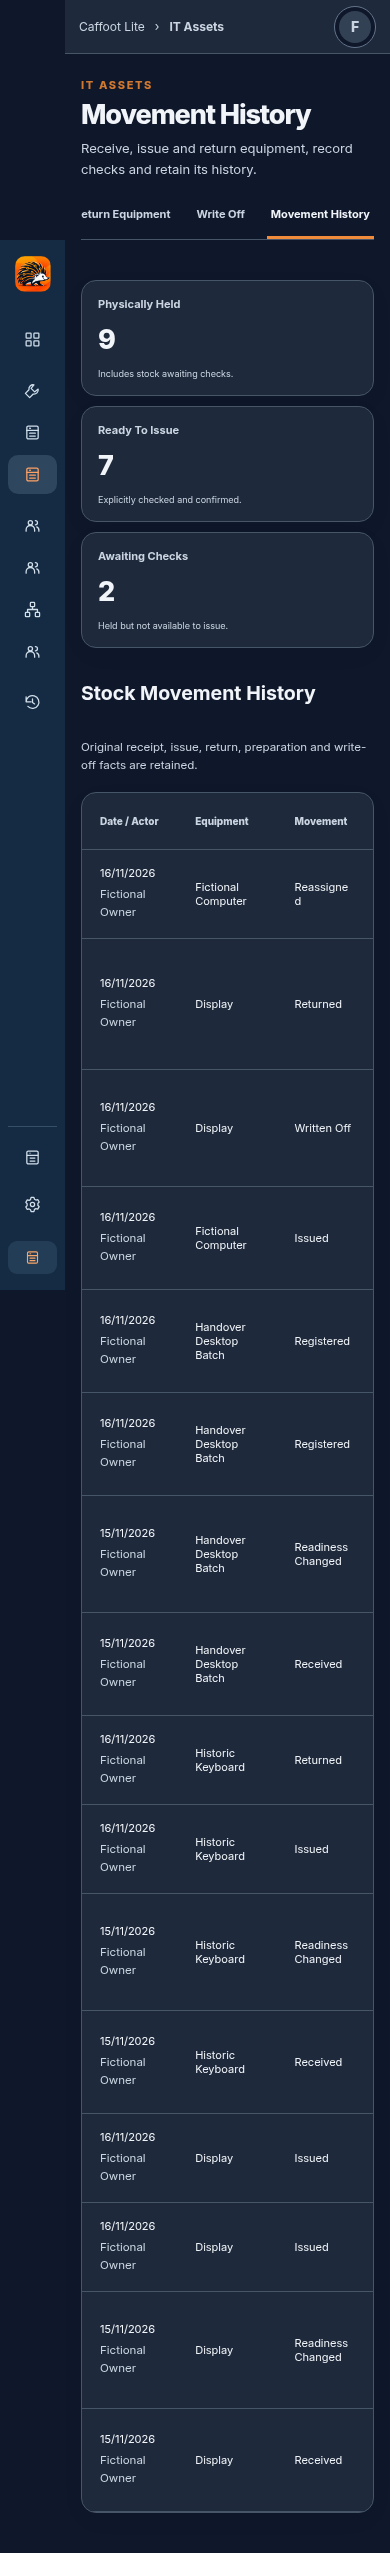 Caffoot Lite › IT Assets
F
IT ASSETS
Movement History
Receive, issue and return equipment, record
checks and retain its history.
eturn Equipment Write Off Movement History
Physically Held
9
Includes stock awaiting checks.
Ready To Issue
7
Explicitly checked and confirmed.
Awaiting Checks
2
Held but not available to issue.
Stock Movement History
Original receipt, issue, return, preparation and write-
off facts are retained.
Date / Actor Equipment Movement
16/11/2026
Fictional
Owner
Fictional
Computer
Reassigne
d
16/11/2026
Fictional
Owner
Display
Returned
16/11/2026
Fictional
Owner
Display
Written Off
16/11/2026
Fictional
Owner
Fictional
Computer
Issued
16/11/2026
Fictional
Owner
Handover
Desktop
Batch
Registered
16/11/2026
Fictional
Owner
Handover
Desktop
Batch
Registered
15/11/2026
Fictional
Owner
Handover
Desktop
Batch
Readiness
Changed
15/11/2026
Fictional
Owner
Handover
Desktop
Batch
Received
16/11/2026
Fictional
Owner
Historic
Keyboard
Returned
16/11/2026
Fictional
Owner
Historic
Keyboard
Issued
15/11/2026
Fictional
Owner
Historic
Keyboard
Readiness
Changed
15/11/2026
Fictional
Owner
Historic
Keyboard
Received
16/11/2026
Fictional
Owner
Display
Issued
16/11/2026
Fictional
Owner
Display
Issued
15/11/2026
Fictional
Owner
Display
Readiness
Changed
15/11/2026
Fictional
Owner
Display
Received